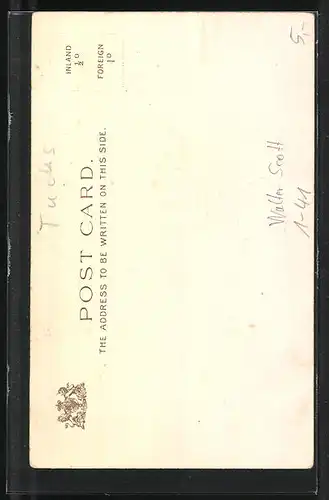 POST CARD.
THE ADDRESS TO BE WRITTEN ON THIS SIDE.
INLAND
½ D
FOREIGN
1D
Tucks
Walter Scott
1-41
5,-